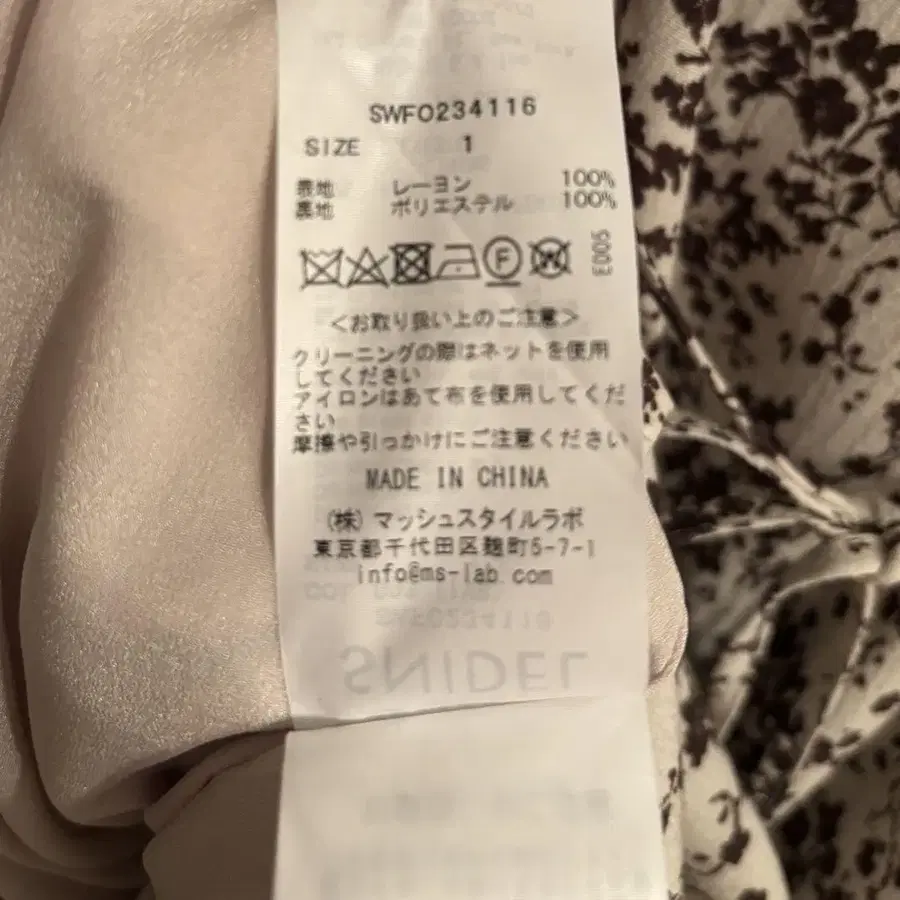 SWFO234116
SIZE 1
表地 レーヨン 100%
裏地 ポリエステル 100%
F W E005
<お取り扱い上のご注意>
クリーニングの際はネットを使用
してください
アイロンはあて布を使用してくだ
さい
摩擦や引っかけにご注意ください
MADE IN CHINA
(株) マッシュスタイルラボ
東京都千代田区麹町5-7-1
info@ms-lab.com
SNIDEL